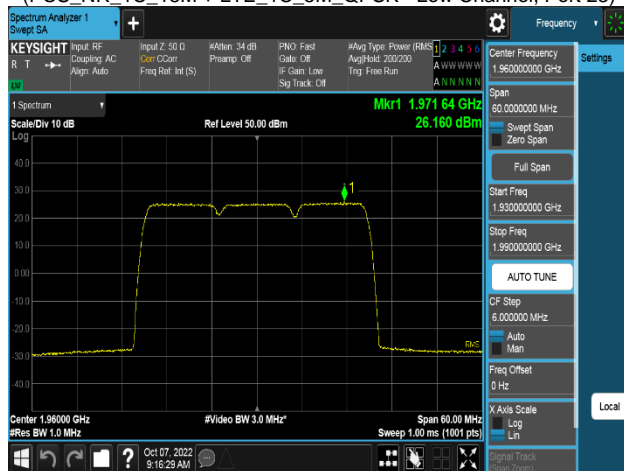 Spectrum Analyzer 1
Swept SA
KEYSIGHT
R T
LW
Input: RF
Coupling: AC
Align: Auto
Input Z: 50 Ω
Corr CCorr
Freq Ref: Int (S)
#Atten: 34 dB
Preamp: Off
PNO: Fast
Gate: Off
IF Gain: Low
Sig Track: Off
#Avg Type: Power (RMS
Avg|Hold: 200/200
Trig: Free Run
1 2 3 4 5 6
A W W W W W
A N N N N N
1 Spectrum
Scale/Div 10 dB
Log
Ref Level 50.00 dBm
Mkr1 1.971 64 GHz
26.160 dBm
40.0
30.0
20.0
10.0
0.00
-10.0
-20.0
-30.0
-40.0
1
RMS
Center 1.96000 GHz
#Res BW 1.0 MHz
#Video BW 3.0 MHz*
Span 60.00 MHz
Sweep 1.00 ms (1001 pts)
Oct 07, 2022
9:16:29 AM
Frequency
Settings
Center Frequency
1.960000000 GHz
Span
60.0000000 MHz
Swept Span
Zero Span
Full Span
Start Freq
1.930000000 GHz
Stop Freq
1.990000000 GHz
AUTO TUNE
CF Step
6.000000 MHz
Auto
Man
Freq Offset
0 Hz
X Axis Scale
Log
Lin
Local
Signal Track
(Span Zoom)